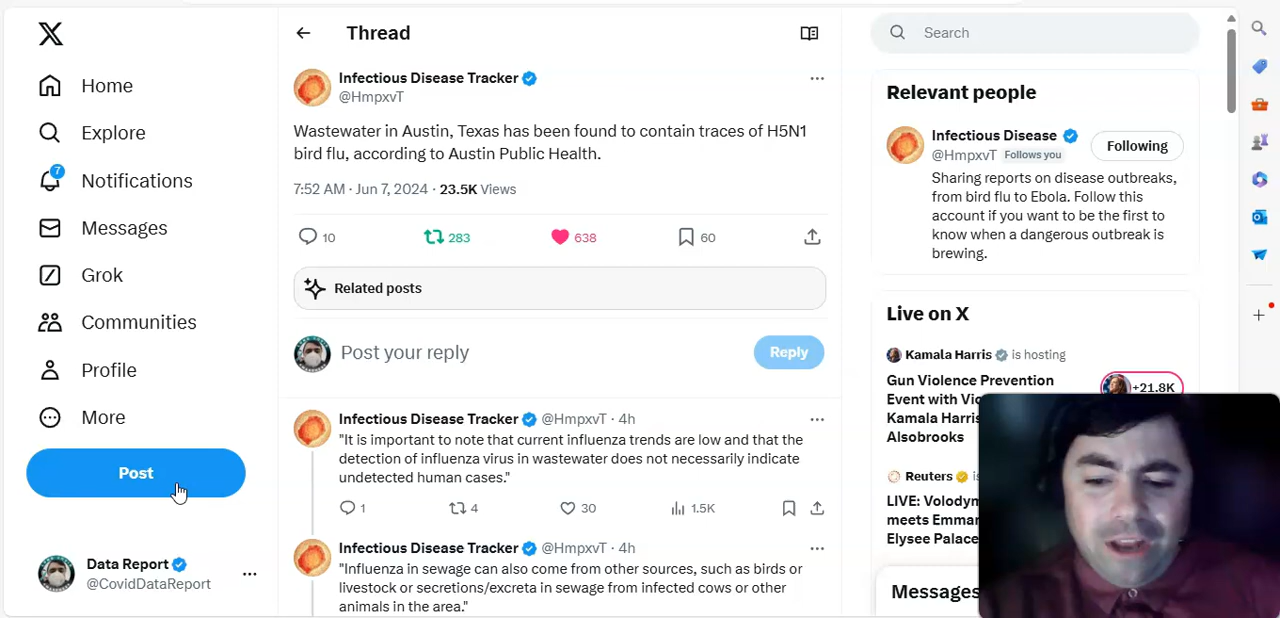 Home
Explore
7
Notifications
Messages
Grok
Communities
Profile
More
Post
Data Report
@CovidDataReport
Thread
Infectious Disease Tracker
@HmpxvT
Wastewater in Austin, Texas has been found to contain traces of H5N1
bird flu, according to Austin Public Health.
7:52 AM · Jun 7, 2024 · 23.5K Views
10 283 638 60
Related posts
Post your reply
Reply
Infectious Disease Tracker @HmpxvT · 4h
"It is important to note that current influenza trends are low and that the
detection of influenza virus in wastewater does not necessarily indicate
undetected human cases."
1 4 30 1.5K
Infectious Disease Tracker @HmpxvT · 4h
"Influenza in sewage can also come from other sources, such as birds or
livestock or secretions/excreta in sewage from infected cows or other
animals in the area."
Search
Relevant people
Infectious Disease
@HmpxvT Follows you
Following
Sharing reports on disease outbreaks,
from bird flu to Ebola. Follow this
account if you want to be the first to
know when a dangerous outbreak is
brewing.
Live on X
Kamala Harris is hosting
Gun Violence Prevention
Event with Vic
Kamala Harris
Alsobrooks
+21.8K
Reuters is
LIVE: Volodym
meets Emman
Elysee Palace
Messages